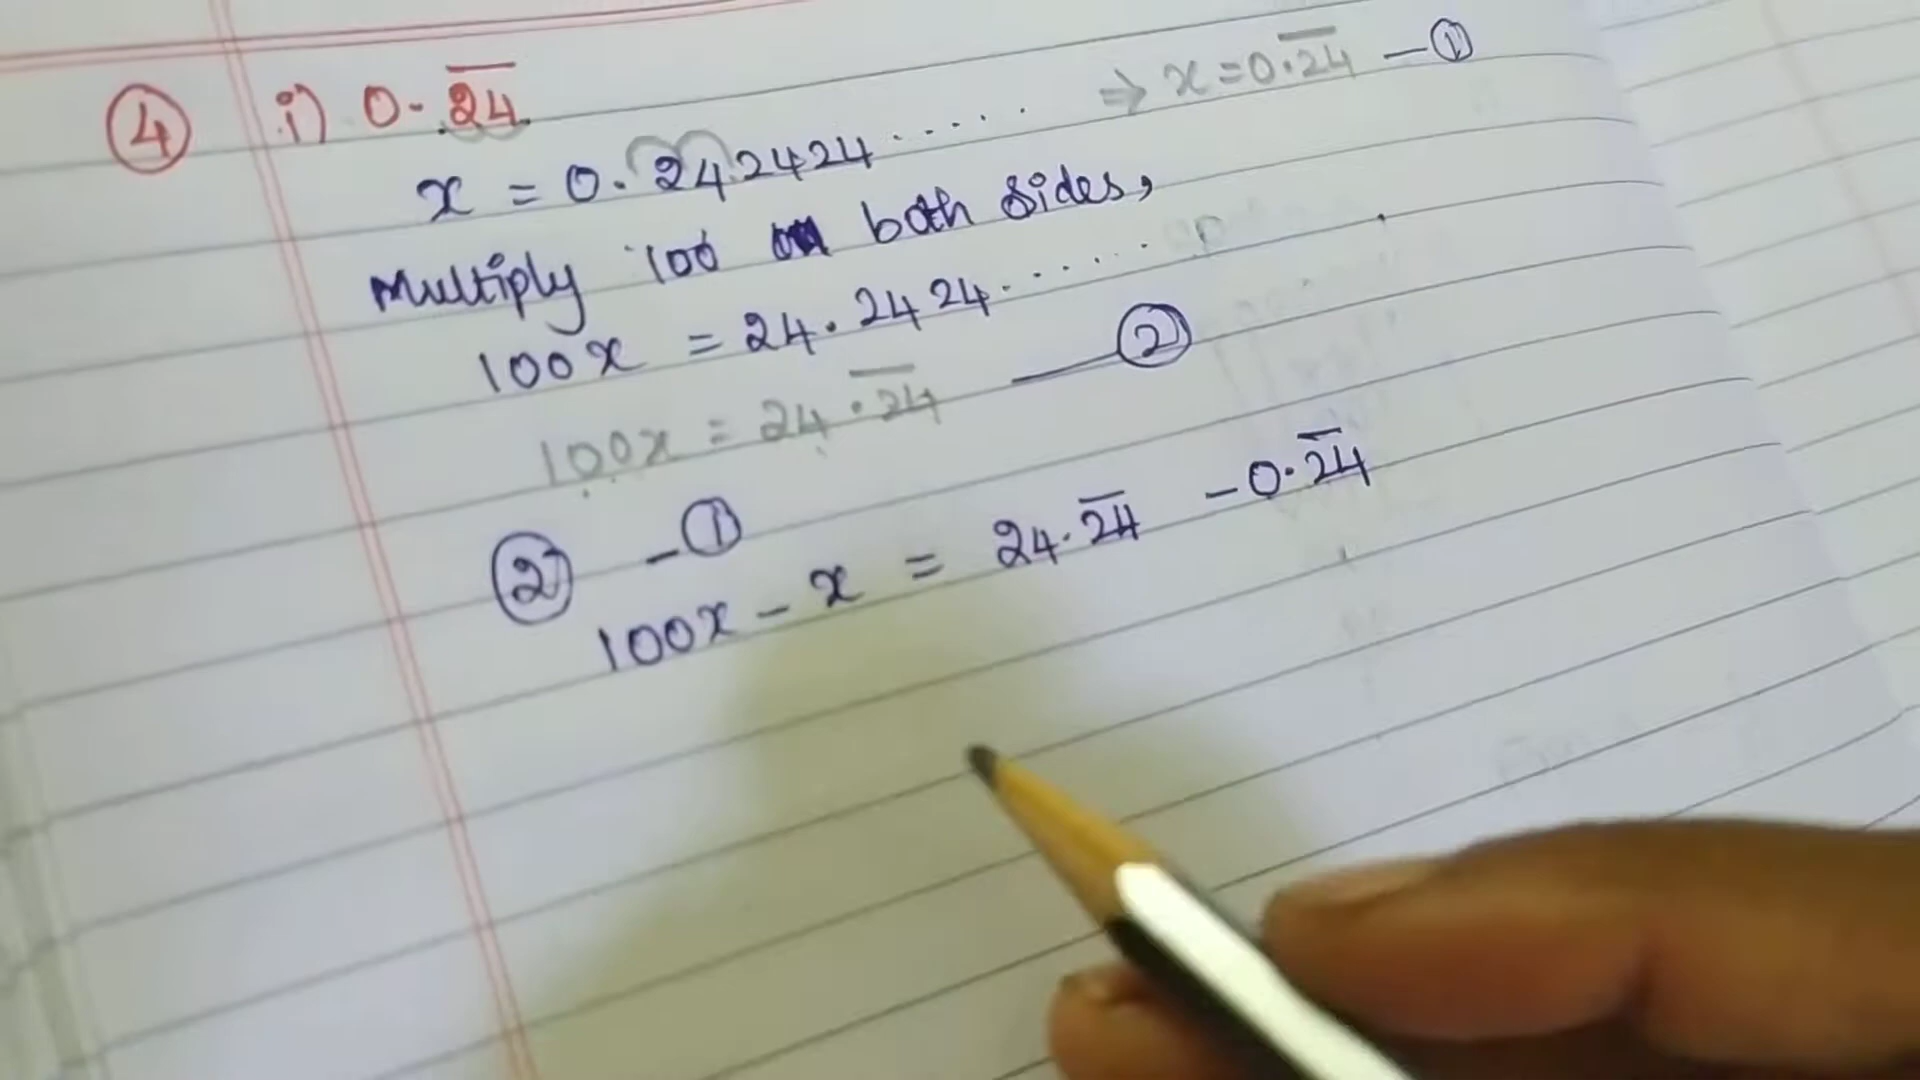 ④ i) 0.2̅4̅
x = 0.242424..... ⇒ x = 0.2̅4̅ — ①
Multiply 100 both sides,
100x = 24.2424.....
100x = 24.2̅4̅ — ②
② - ①
100x - x = 24.2̅4̅ - 0.2̅4̅